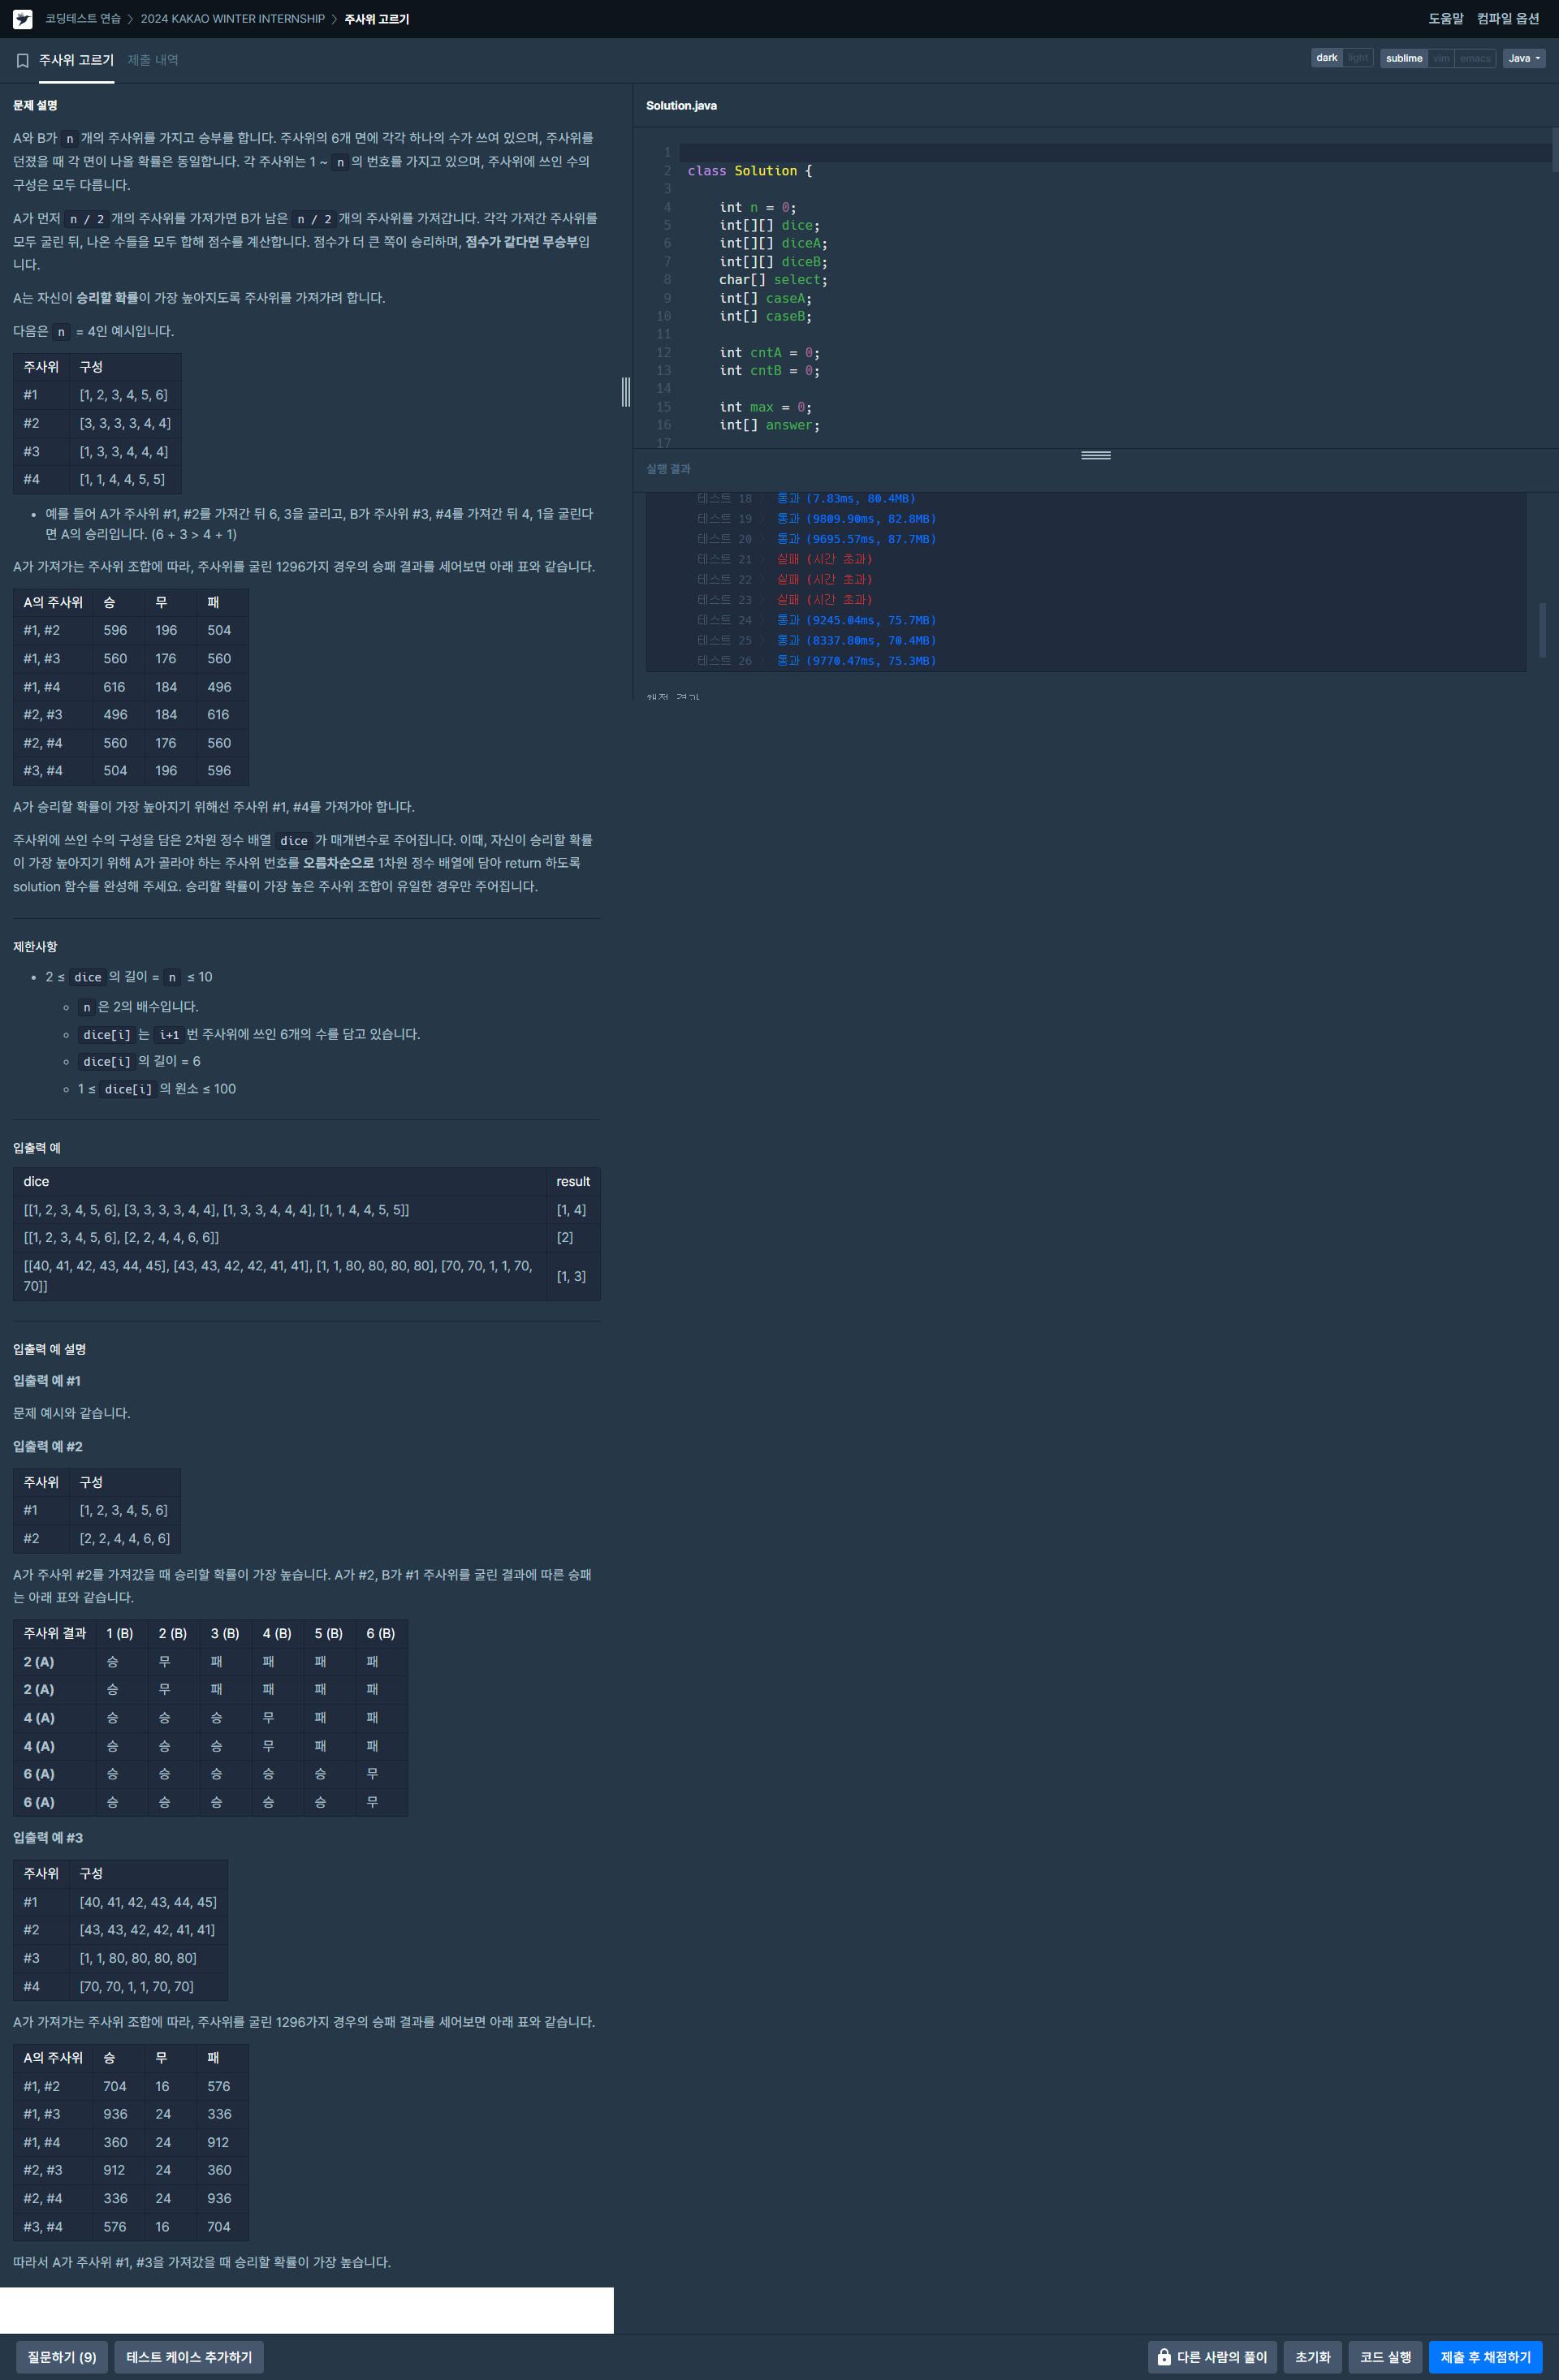 코딩테스트 연습 > 2024 KAKAO WINTER INTERNSHIP > 주사위 고르기
도움말 컴파일 옵션
주사위 고르기 제출 내역
dark light sublime vim emacs Java
문제 설명
A와 B가 n 개의 주사위를 가지고 승부를 합니다. 주사위의 6개 면에 각각 하나의 수가 쓰여 있으며, 주사위를
던졌을 때 각 면이 나올 확률은 동일합니다. 각 주사위는 1 ~ n 의 번호를 가지고 있으며, 주사위에 쓰인 수의
구성은 모두 다릅니다.
A가 먼저 n / 2 개의 주사위를 가져가면 B가 남은 n / 2 개의 주사위를 가져갑니다. 각각 가져간 주사위를
모두 굴린 뒤, 나온 수들을 모두 합해 점수를 계산합니다. 점수가 더 큰 쪽이 승리하며, 점수가 같다면 무승부입
니다.
A는 자신이 승리할 확률이 가장 높아지도록 주사위를 가져가려 합니다.
다음은 n = 4인 예시입니다.
주사위 구성
#1 [1, 2, 3, 4, 5, 6]
#2 [3, 3, 3, 3, 4, 4]
#3 [1, 3, 3, 4, 4, 4]
#4 [1, 1, 4, 4, 5, 5]
• 예를 들어 A가 주사위 #1, #2를 가져간 뒤 6, 3을 굴리고, B가 주사위 #3, #4를 가져간 뒤 4, 1을 굴린다
면 A의 승리입니다. (6 + 3 > 4 + 1)
A가 가져가는 주사위 조합에 따라, 주사위를 굴린 1296가지 경우의 승패 결과를 세어보면 아래 표와 같습니다.
A의 주사위 승 무 패
#1, #2 596 196 504
#1, #3 560 176 560
#1, #4 616 184 496
#2, #3 496 184 616
#2, #4 560 176 560
#3, #4 504 196 596
A가 승리할 확률이 가장 높아지기 위해선 주사위 #1, #4를 가져가야 합니다.
주사위에 쓰인 수의 구성을 담은 2차원 정수 배열 dice 가 매개변수로 주어집니다. 이때, 자신이 승리할 확률
이 가장 높아지기 위해 A가 골라야 하는 주사위 번호를 오름차순으로 1차원 정수 배열에 담아 return 하도록
solution 함수를 완성해 주세요. 승리할 확률이 가장 높은 주사위 조합이 유일한 경우만 주어집니다.
제한사항
• 2 ≤ dice 의 길이 = n ≤ 10
◦ n 은 2의 배수입니다.
◦ dice[i] 는 i+1 번 주사위에 쓰인 6개의 수를 담고 있습니다.
◦ dice[i] 의 길이 = 6
◦ 1 ≤ dice[i] 의 원소 ≤ 100
입출력 예
dice result
[[1, 2, 3, 4, 5, 6], [3, 3, 3, 3, 4, 4], [1, 3, 3, 4, 4, 4], [1, 1, 4, 4, 5, 5]] [1, 4]
[[1, 2, 3, 4, 5, 6], [2, 2, 4, 4, 6, 6]] [2]
[[40, 41, 42, 43, 44, 45], [43, 43, 42, 42, 41, 41], [1, 1, 80, 80, 80, 80], [70, 70, 1, 1, 70,
70]] [1, 3]
입출력 예 설명
입출력 예 #1
문제 예시와 같습니다.
입출력 예 #2
주사위 구성
#1 [1, 2, 3, 4, 5, 6]
#2 [2, 2, 4, 4, 6, 6]
A가 주사위 #2를 가져갔을 때 승리할 확률이 가장 높습니다. A가 #2, B가 #1 주사위를 굴린 결과에 따른 승패
는 아래 표와 같습니다.
주사위 결과 1 (B) 2 (B) 3 (B) 4 (B) 5 (B) 6 (B)
2 (A) 승 무 패 패 패 패
2 (A) 승 무 패 패 패 패
4 (A) 승 승 승 무 패 패
4 (A) 승 승 승 무 패 패
6 (A) 승 승 승 승 승 무
6 (A) 승 승 승 승 승 무
입출력 예 #3
주사위 구성
#1 [40, 41, 42, 43, 44, 45]
#2 [43, 43, 42, 42, 41, 41]
#3 [1, 1, 80, 80, 80, 80]
#4 [70, 70, 1, 1, 70, 70]
A가 가져가는 주사위 조합에 따라, 주사위를 굴린 1296가지 경우의 승패 결과를 세어보면 아래 표와 같습니다.
A의 주사위 승 무 패
#1, #2 704 16 576
#1, #3 936 24 336
#1, #4 360 24 912
#2, #3 912 24 360
#2, #4 336 24 936
#3, #4 576 16 704
따라서 A가 주사위 #1, #3을 가져갔을 때 승리할 확률이 가장 높습니다.
Solution.java
1
2 class Solution {
3
4 int n = 0;
5 int[][] dice;
6 int[][] diceA;
7 int[][] diceB;
8 char[] select;
9 int[] caseA;
10 int[] caseB;
11
12 int cntA = 0;
13 int cntB = 0;
14
15 int max = 0;
16 int[] answer;
17
실행 결과
테스트 18 > 통과 (7.83ms, 80.4MB)
테스트 19 > 통과 (9809.90ms, 82.8MB)
테스트 20 > 통과 (9695.57ms, 87.7MB)
테스트 21 > 실패 (시간 초과)
테스트 22 > 실패 (시간 초과)
테스트 23 > 실패 (시간 초과)
테스트 24 > 통과 (9245.04ms, 75.7MB)
테스트 25 > 통과 (8337.80ms, 70.4MB)
테스트 26 > 통과 (9770.47ms, 75.3MB)
질문하기 (9) 테스트 케이스 추가하기
다른 사람의 풀이 초기화 코드 실행 제출 후 채점하기